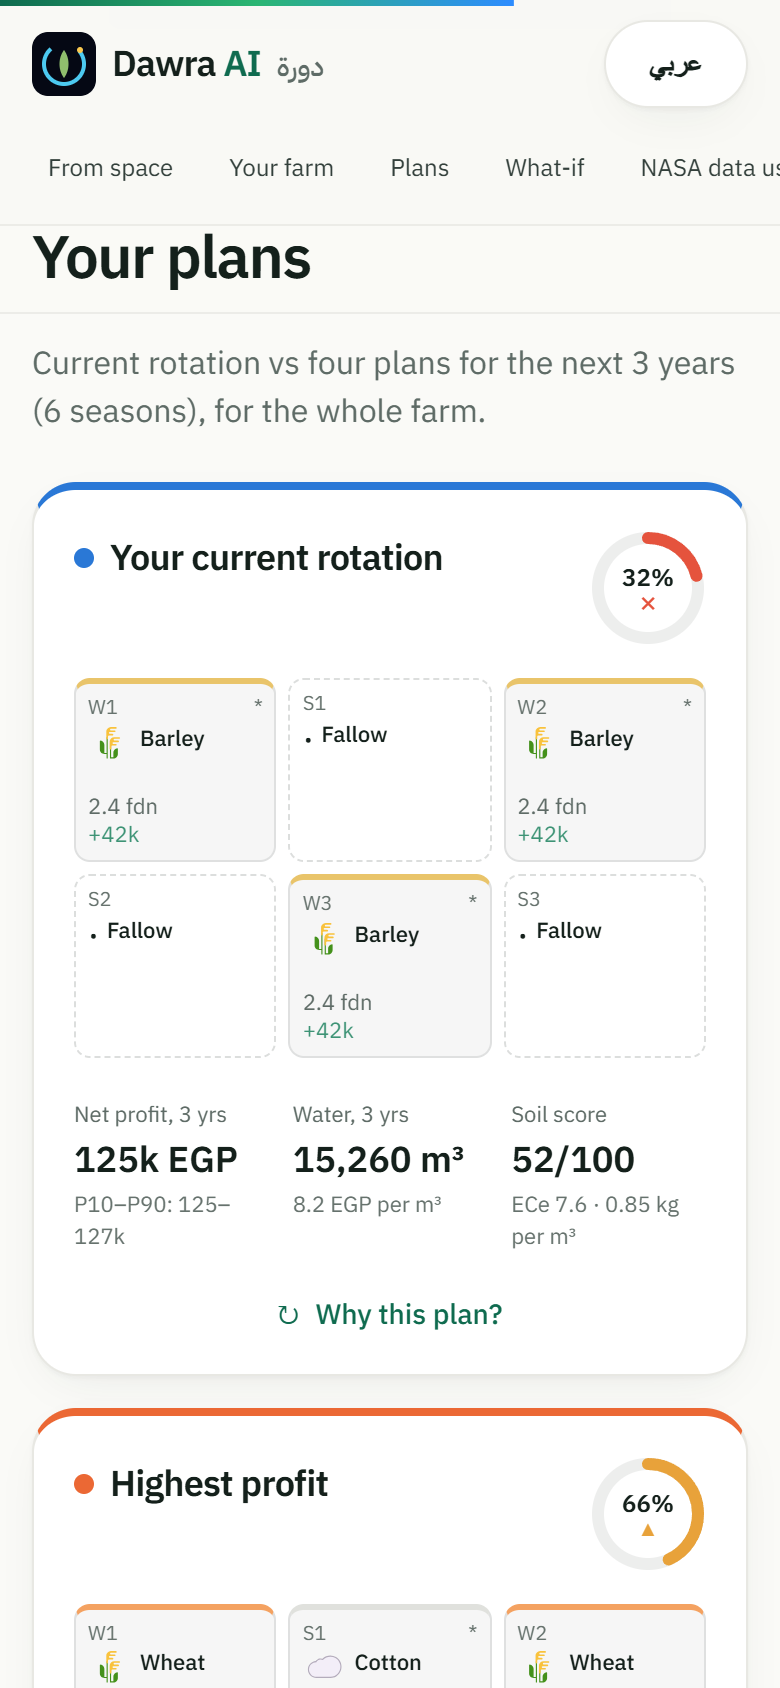 Dawra AI دورة
عربي
From space Your farm Plans What-if NASA data us
Your plans
Current rotation vs four plans for the next 3 years
(6 seasons), for the whole farm.
Your current rotation
32%
W1 *
Barley
2.4 fdn
+42k
S1
Fallow
W2 *
Barley
2.4 fdn
+42k
S2
Fallow
W3 *
Barley
2.4 fdn
+42k
S3
Fallow
Net profit, 3 yrs
125k EGP
P10–P90: 125–
127k
Water, 3 yrs
15,260 m³
8.2 EGP per m³
Soil score
52/100
ECe 7.6 · 0.85 kg
per m³
↻ Why this plan?
Highest profit
66%
W1
Wheat
S1 *
Cotton
W2
Wheat